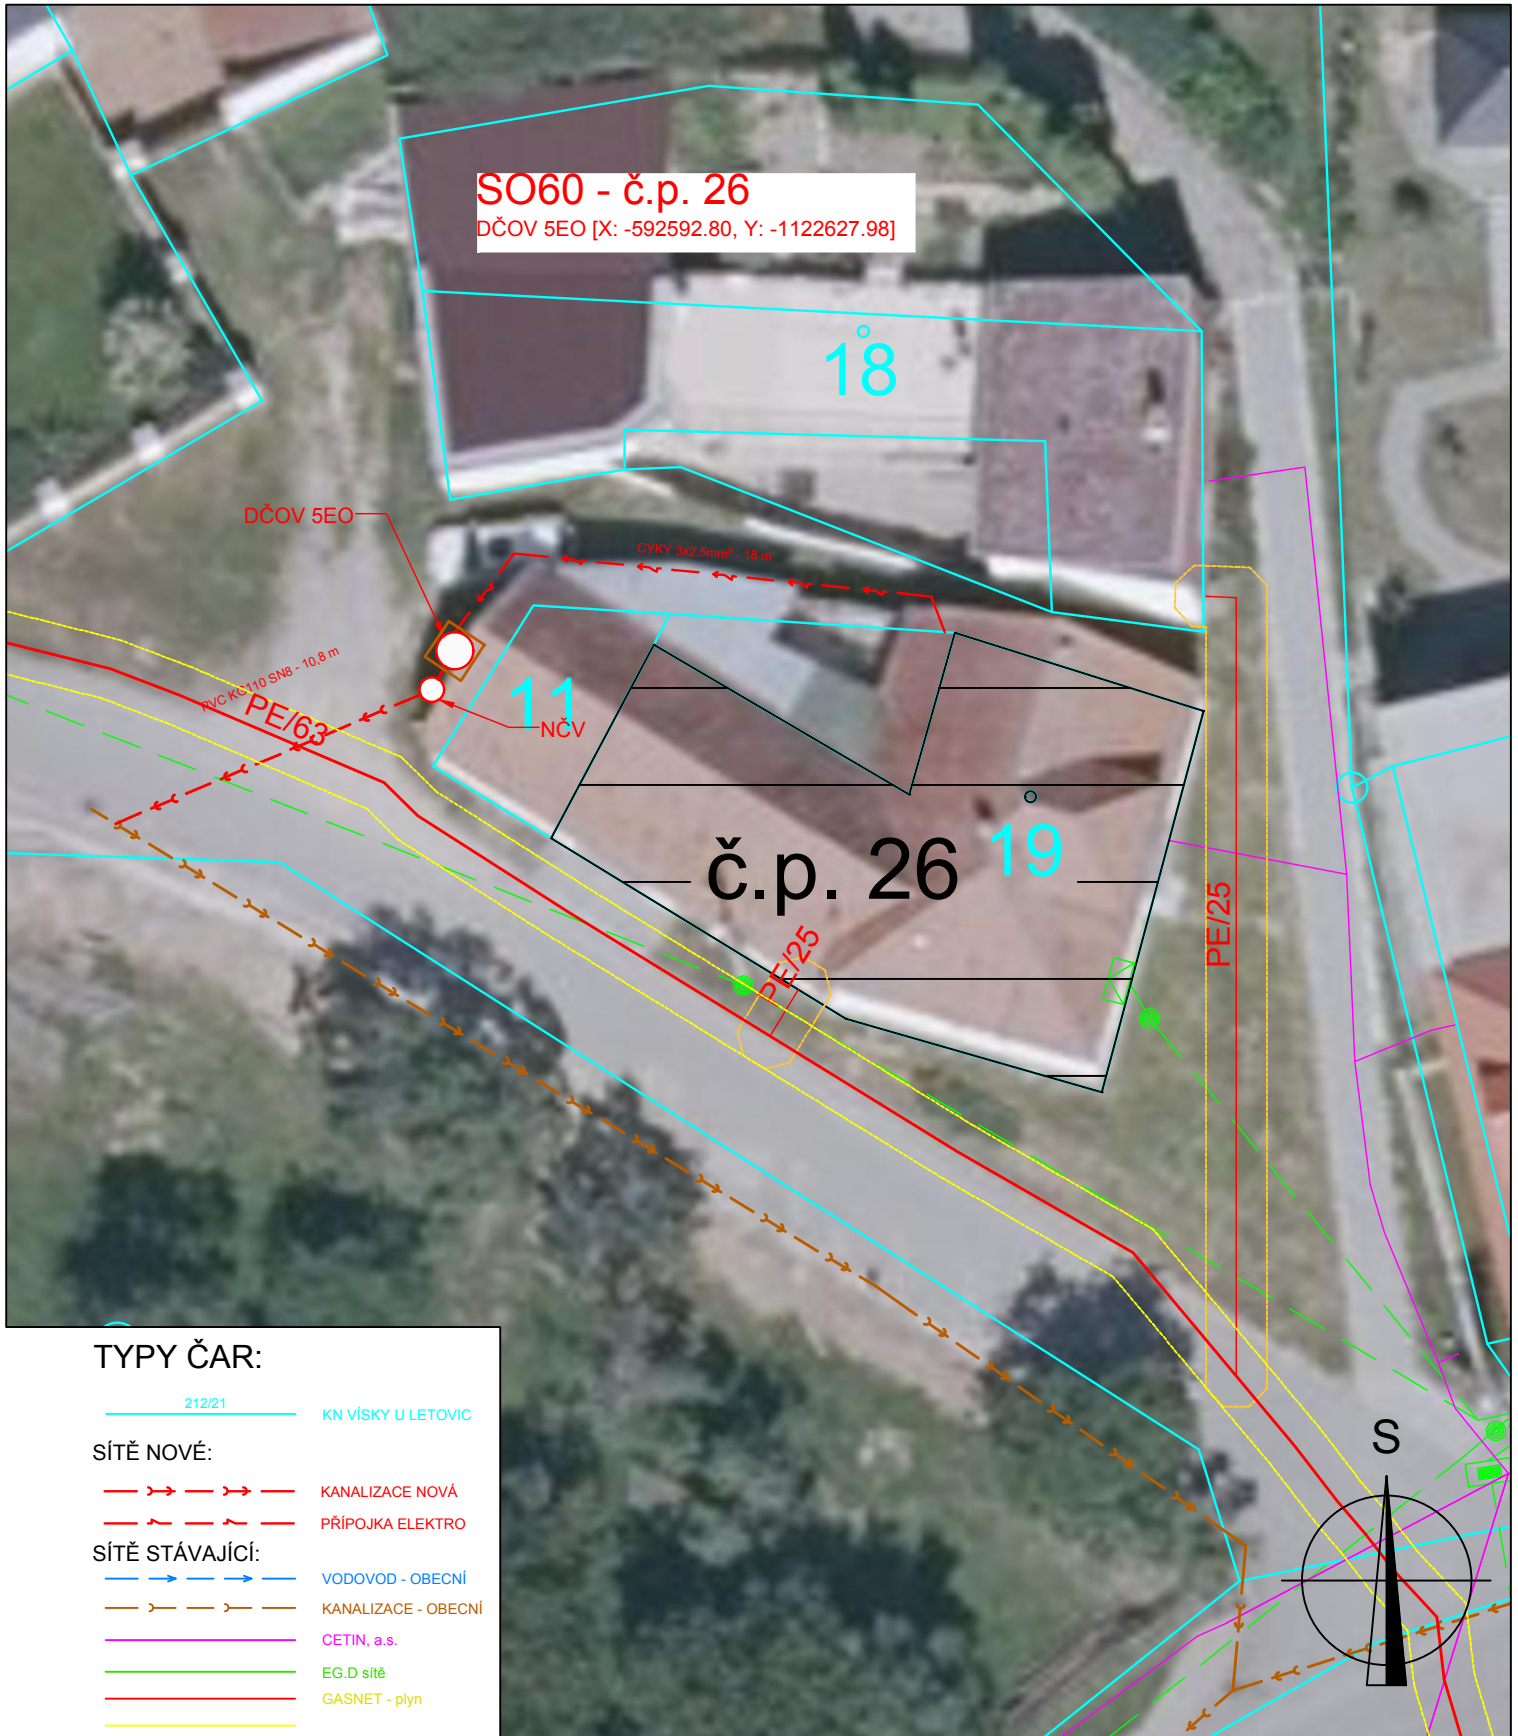 SO60 - č.p. 26
DČOV 5EO [X: -592592.80, Y: -1122627.98]
18
DČOV 5EO
CYKY 3x2.5mm² - 18 m
PVC KG110 SN8 - 10,8 m
PE/63
11
NČV
č.p. 26
19
PE/25
PE/25
S
TYPY ČAR:
212/21
KN VÍSKY U LETOVIC
SÍTĚ NOVÉ:
KANALIZACE NOVÁ
PŘÍPOJKA ELEKTRO
SÍTĚ STÁVAJÍCÍ:
VODOVOD - OBECNÍ
KANALIZACE - OBECNÍ
CETIN, a.s.
EG.D sítě
GASNET - plyn